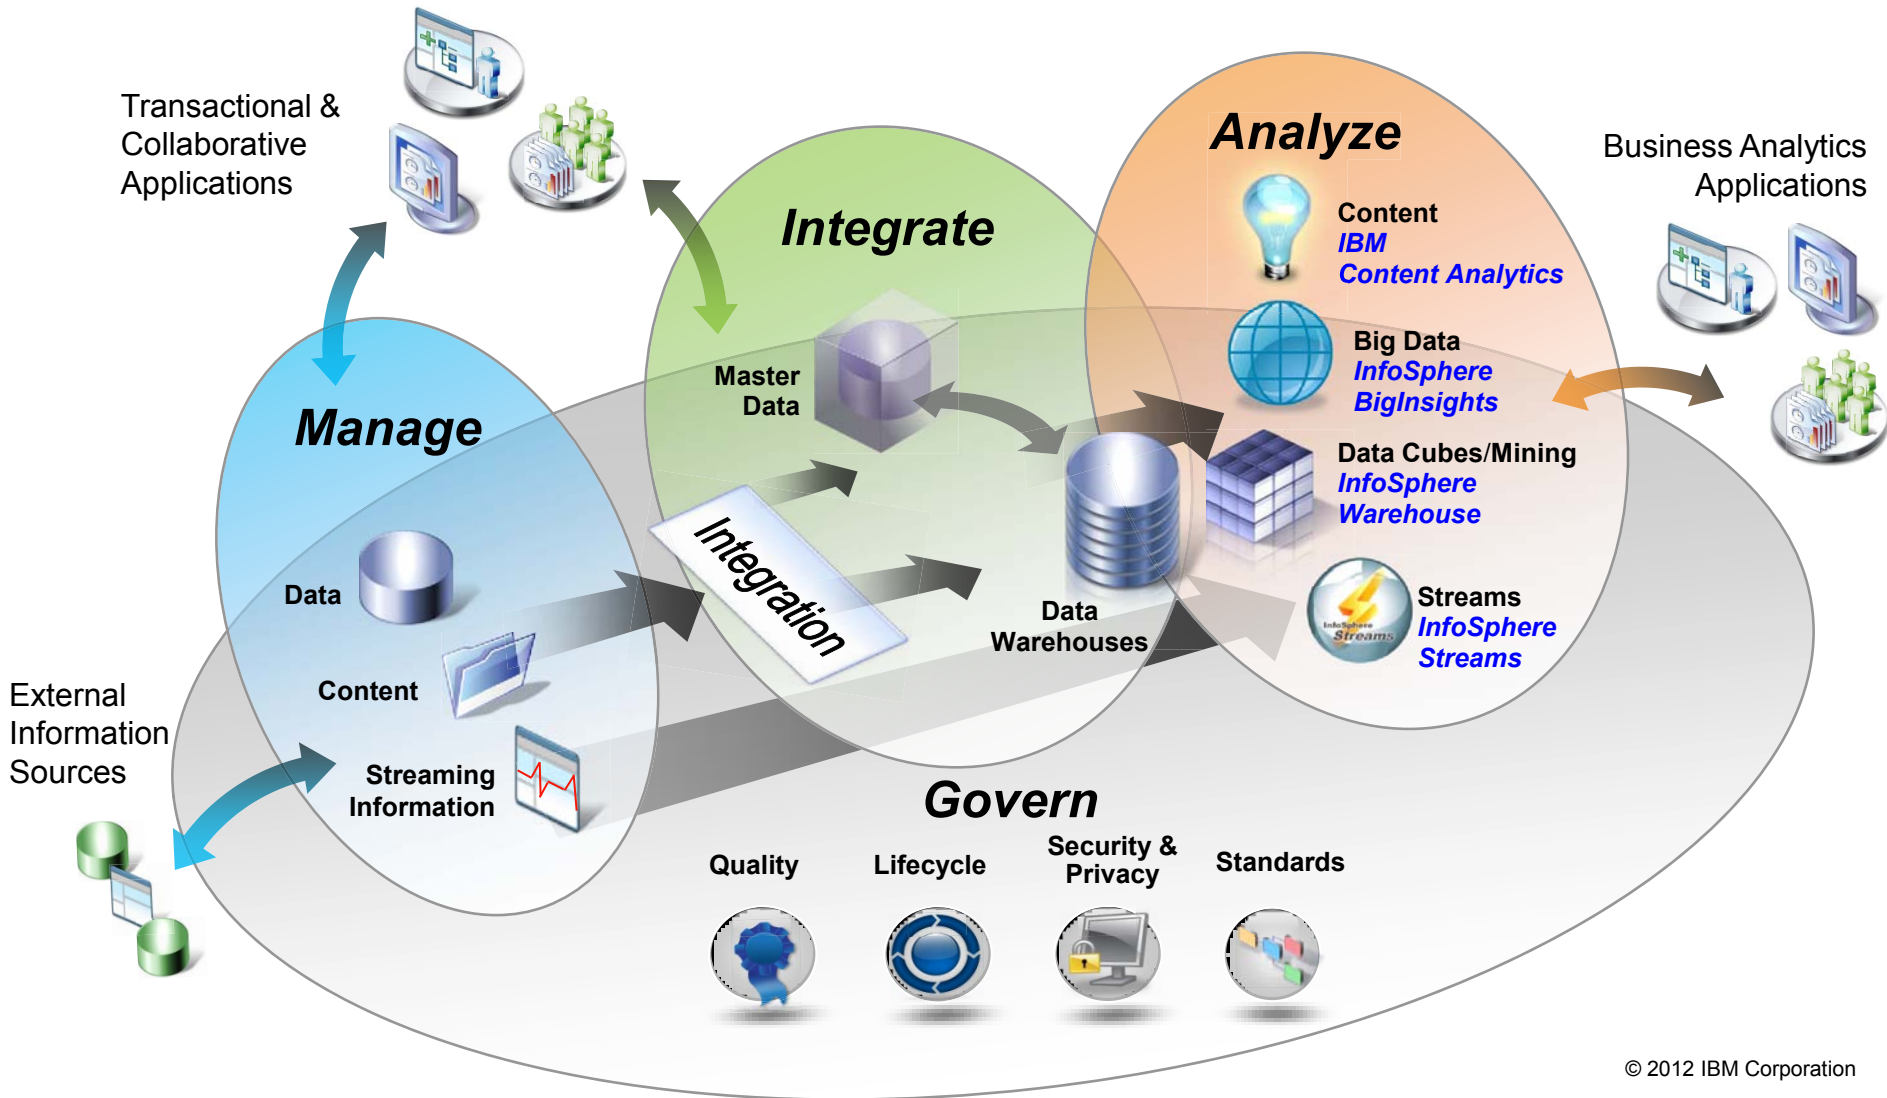 Transactional &
Collaborative
Applications
Analyze
Business Analytics
Applications
Integrate
Content
IBM
Content Analytics
Big Data
InfoSphere
BigInsights
Master
Data
Manage
Data Cubes/Mining
InfoSphere
Warehouse
Integration
Data
Streams
InfoSphere
Streams
InfoSphere
Streams
Data
Warehouses
Content
External
Information
Sources
Streaming
Information
Govern
Quality
Lifecycle
Security &
Privacy
Standards
© 2012 IBM Corporation